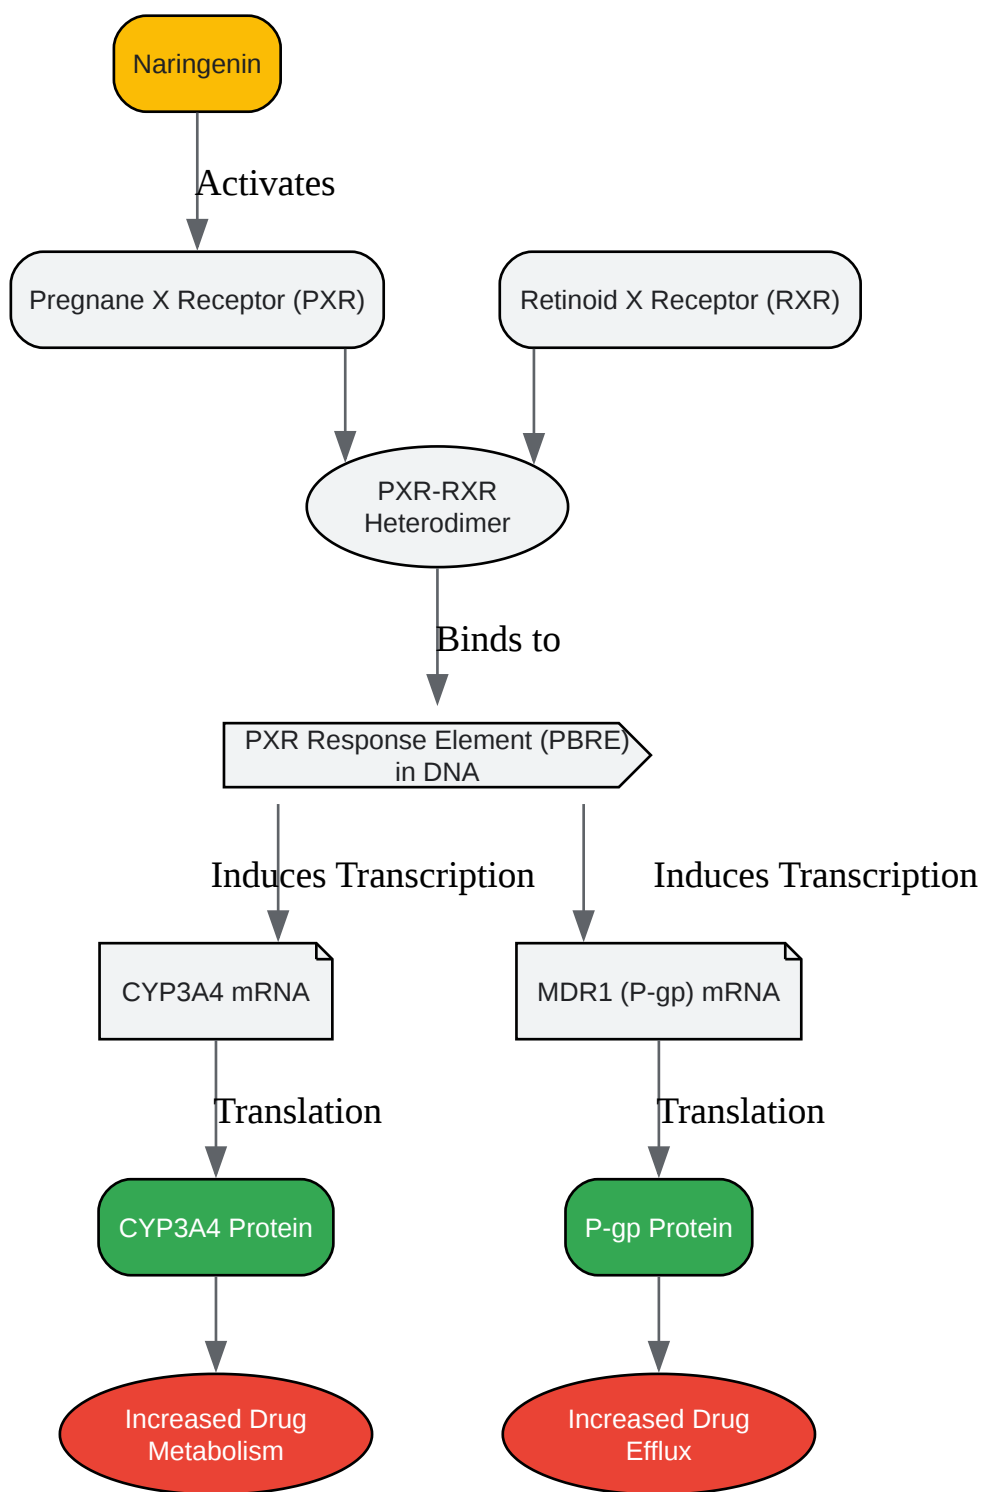 Naringenin
Activates
Pregnane X Receptor (PXR)
Retinoid X Receptor (RXR)
PXR-RXR
Heterodimer
Binds to
PXR Response Element (PBRE)
in DNA
Induces Transcription
Induces Transcription
CYP3A4 mRNA
MDR1 (P-gp) mRNA
Translation
Translation
CYP3A4 Protein
P-gp Protein
Increased Drug
Metabolism
Increased Drug
Efflux